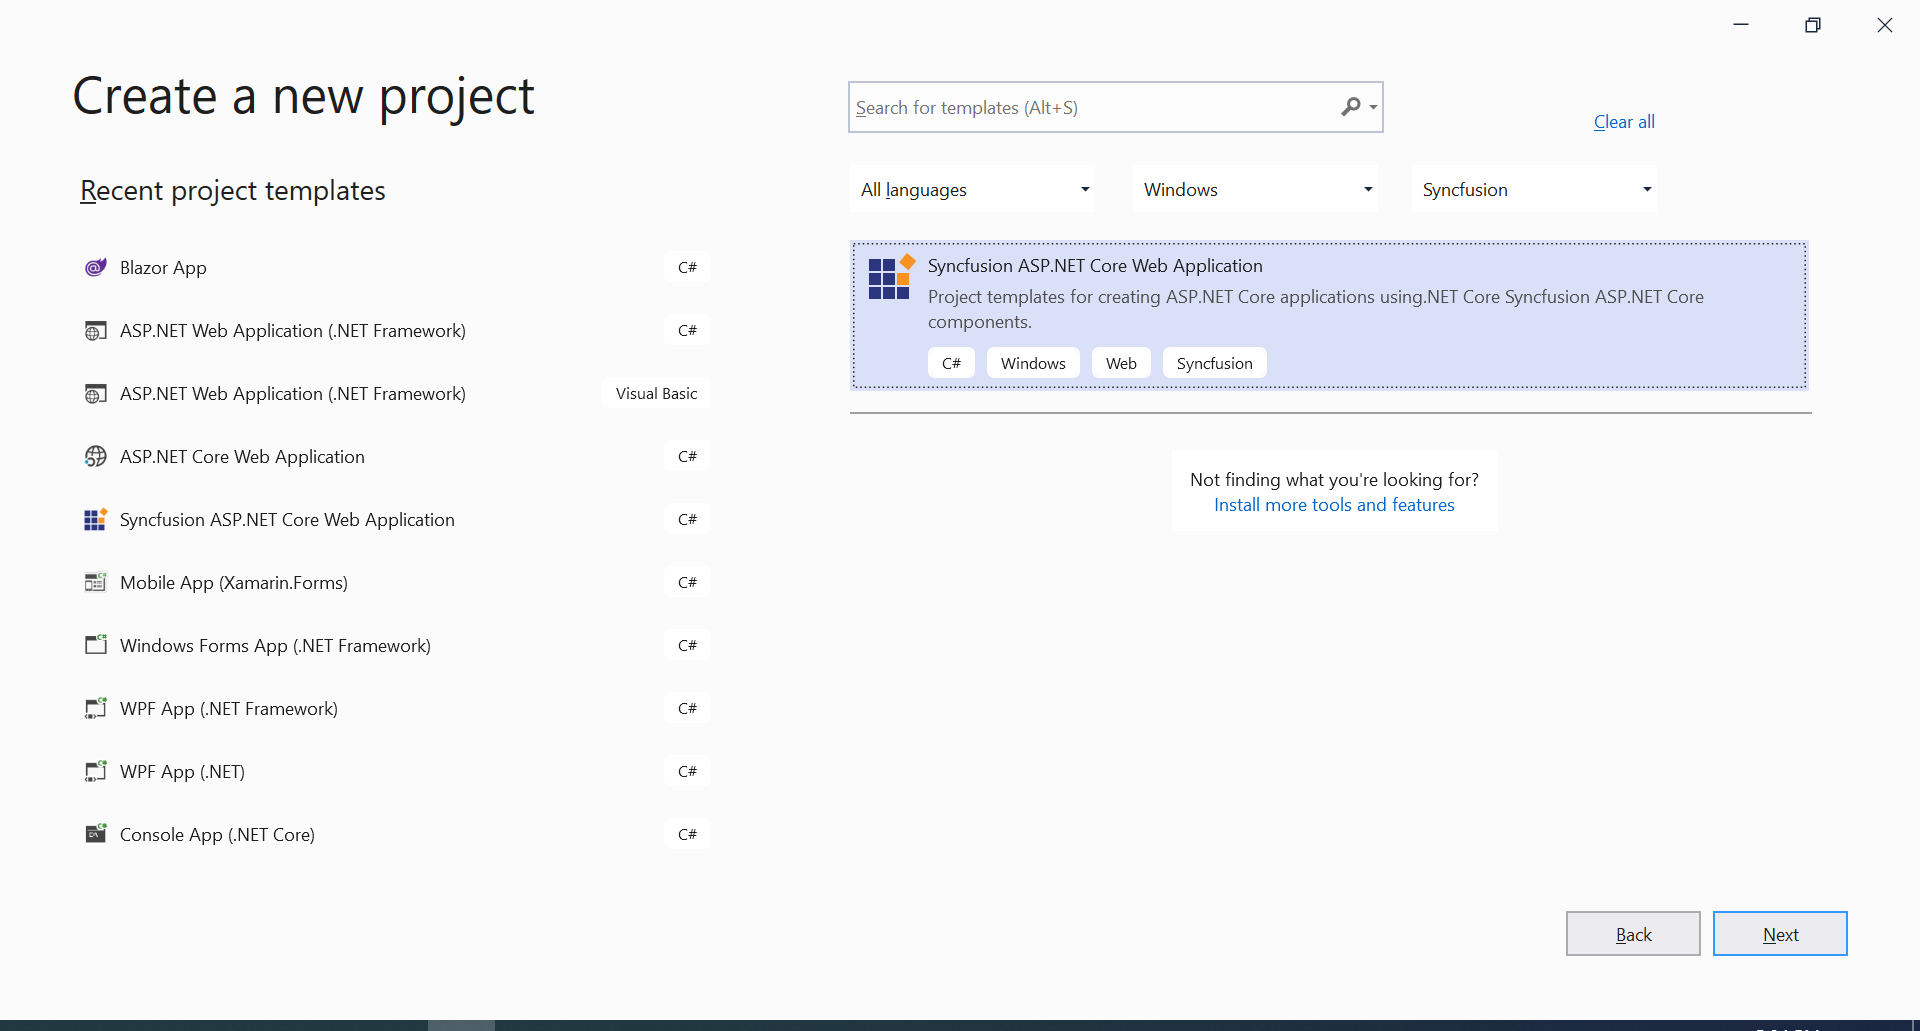 Create a new project
Search for templates (Alt+S)
Clear all
Recent project templates
All languages
Windows
Syncfusion
Blazor App
C#
ASP.NET Web Application (.NET Framework)
C#
ASP.NET Web Application (.NET Framework)
Visual Basic
ASP.NET Core Web Application
C#
Syncfusion ASP.NET Core Web Application
C#
Mobile App (Xamarin.Forms)
C#
Windows Forms App (.NET Framework)
C#
WPF App (.NET Framework)
C#
WPF App (.NET)
C#
Console App (.NET Core)
C#
Syncfusion ASP.NET Core Web Application
Project templates for creating ASP.NET Core applications using.NET Core Syncfusion ASP.NET Core
components.
C#
Windows
Web
Syncfusion
Not finding what you're looking for?
Install more tools and features
Back
Next